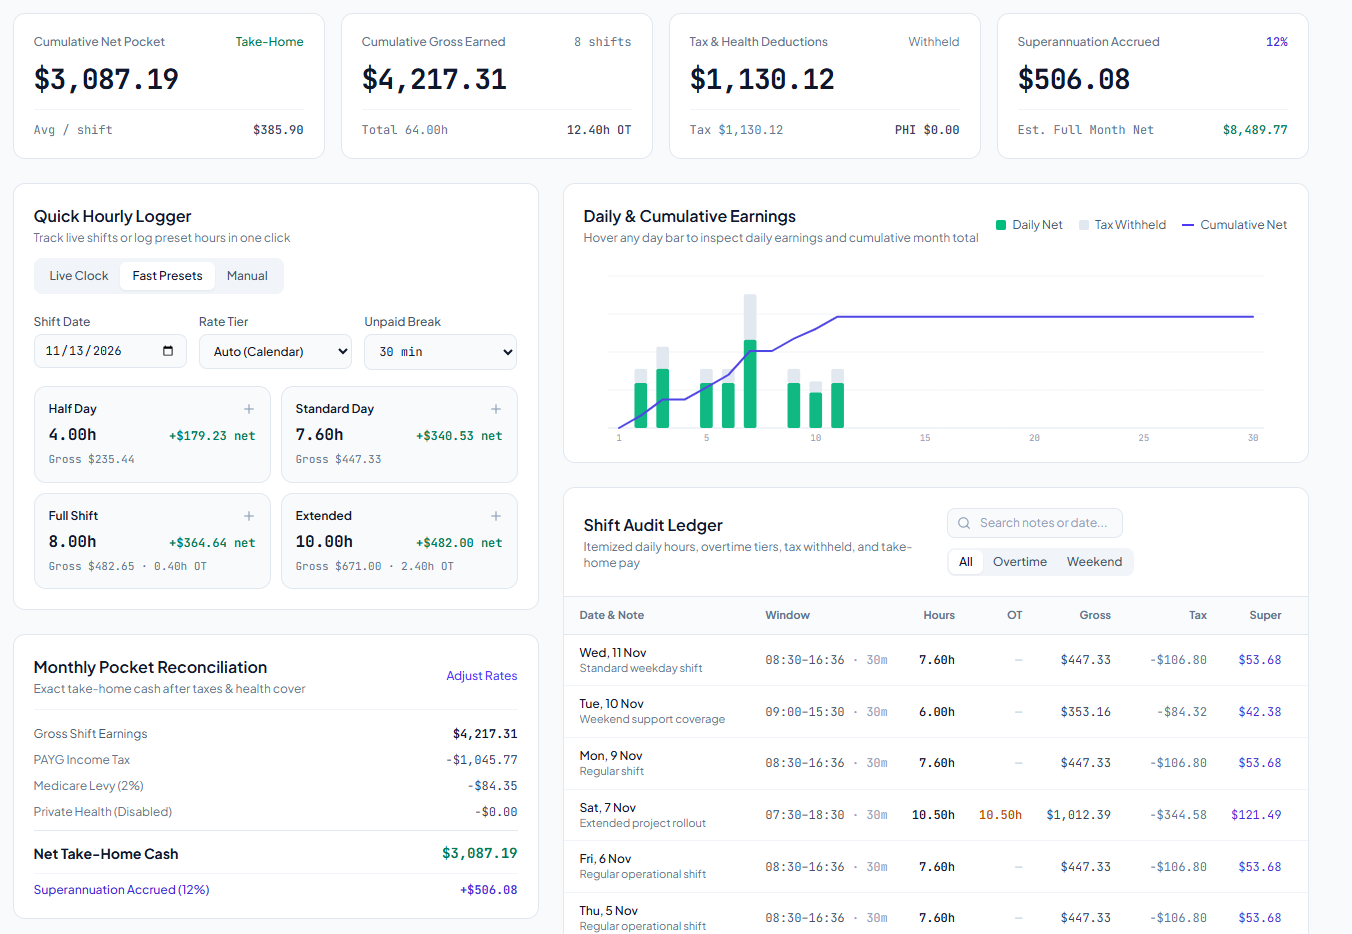 Cumulative Net Pocket Take-Home
$3,087.19
Avg / shift $385.90
Cumulative Gross Earned 8 shifts
$4,217.31
Total 64.00h 12.40h OT
Tax & Health Deductions Withheld
$1,130.12
Tax $1,130.12 PHI $0.00
Superannuation Accrued 12%
$506.08
Est. Full Month Net $8,489.77
Quick Hourly Logger
Track live shifts or log preset hours in one click
Live Clock Fast Presets Manual
Shift Date Rate Tier Unpaid Break
11/13/2026 Auto (Calendar) 30 min
Half Day
4.00h +$179.23 net
Gross $235.44
Standard Day
7.60h +$340.53 net
Gross $447.33
Full Shift
8.00h +$364.64 net
Gross $482.65 · 0.40h OT
Extended
10.00h +$482.00 net
Gross $671.00 · 2.40h OT
Monthly Pocket Reconciliation
Exact take-home cash after taxes & health cover
Adjust Rates
Gross Shift Earnings $4,217.31
PAYG Income Tax -$1,045.77
Medicare Levy (2%) -$84.35
Private Health (Disabled) -$0.00
Net Take-Home Cash $3,087.19
Superannuation Accrued (12%) +$506.08
Daily & Cumulative Earnings
Hover any day bar to inspect daily earnings and cumulative month total
Daily Net Tax Withheld Cumulative Net
1 5 10 15 20 25 30
Shift Audit Ledger
Itemized daily hours, overtime tiers, tax withheld, and take-
home pay
Search notes or date...
All Overtime Weekend
Date & Note Window Hours OT Gross Tax Super
Wed, 11 Nov
Standard weekday shift
08:30–16:36 · 30m 7.60h — $447.33 -$106.80 $53.68
Tue, 10 Nov
Weekend support coverage
09:00–15:30 · 30m 6.00h — $353.16 -$84.32 $42.38
Mon, 9 Nov
Regular shift
08:30–16:36 · 30m 7.60h — $447.33 -$106.80 $53.68
Sat, 7 Nov
Extended project rollout
07:30–18:30 · 30m 10.50h 10.50h $1,012.39 -$344.58 $121.49
Fri, 6 Nov
Regular operational shift
08:30–16:36 · 30m 7.60h — $447.33 -$106.80 $53.68
Thu, 5 Nov
Regular operational shift
08:30–16:36 · 30m 7.60h — $447.33 -$106.80 $53.68